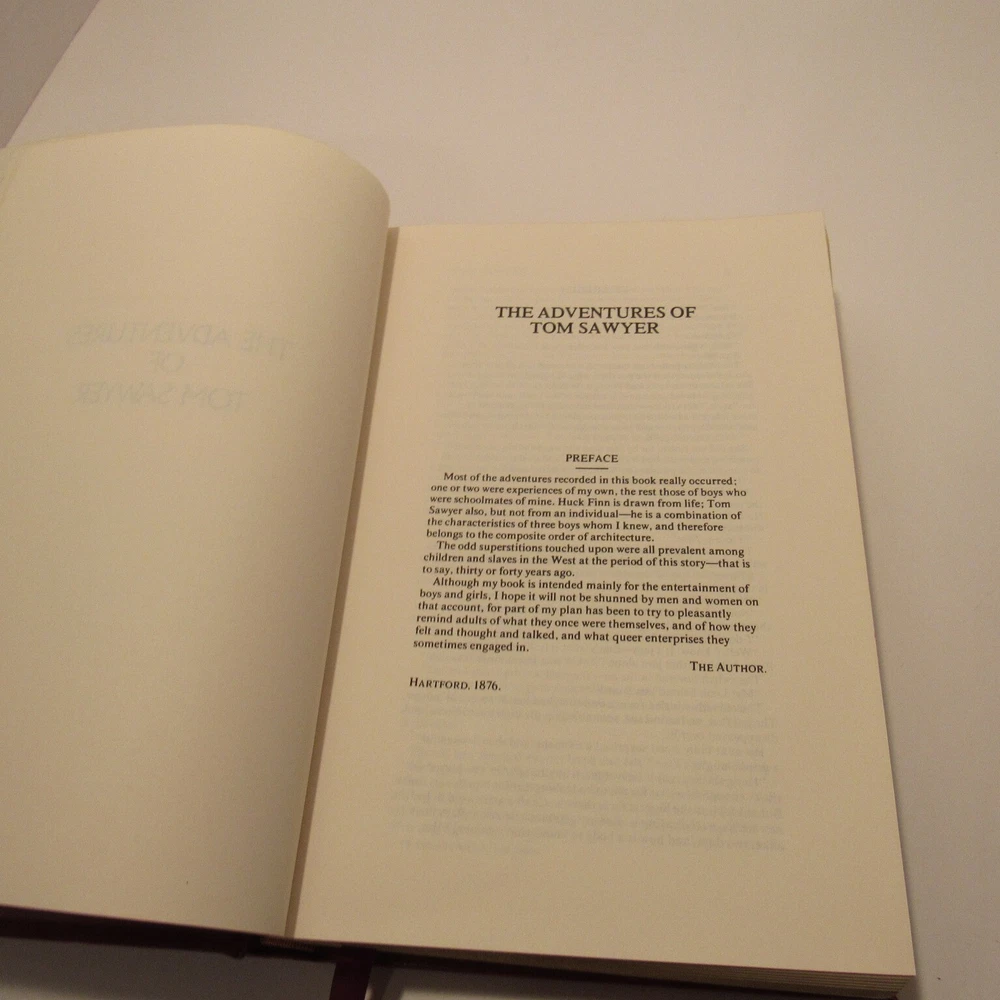 THE ADVENTURES OF
TOM SAWYER
PREFACE
Most of the adventures recorded in this book really occurred;
one or two were experiences of my own, the rest those of boys who
were schoolmates of mine. Huck Finn is drawn from life; Tom
Sawyer also, but not from an individual—he is a combination of
the characteristics of three boys whom I knew, and therefore
belongs to the composite order of architecture.
The odd superstitions touched upon were all prevalent among
children and slaves in the West at the period of this story—that is
to say, thirty or forty years ago.
Although my book is intended mainly for the entertainment of
boys and girls, I hope it will not be shunned by men and women on
that account, for part of my plan has been to try to pleasantly
remind adults of what they once were themselves, and of how they
felt and thought and talked, and what queer enterprises they
sometimes engaged in.
THE AUTHOR.
HARTFORD, 1876.